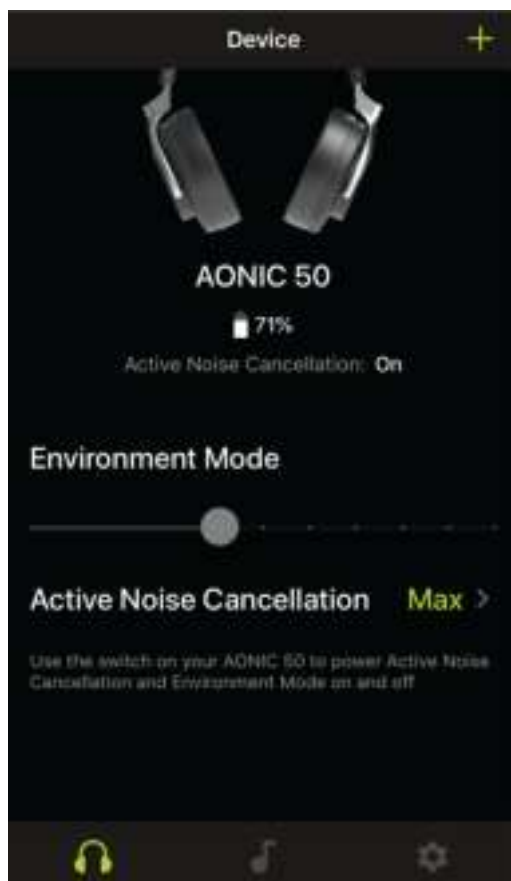 Device
AONIC 50
71%
Active Noise Cancellation: On
Environment Mode
Active Noise Cancellation Max
Use the switch on your AONIC 50 to power Active Noise
Cancellation and Environment Mode on and off